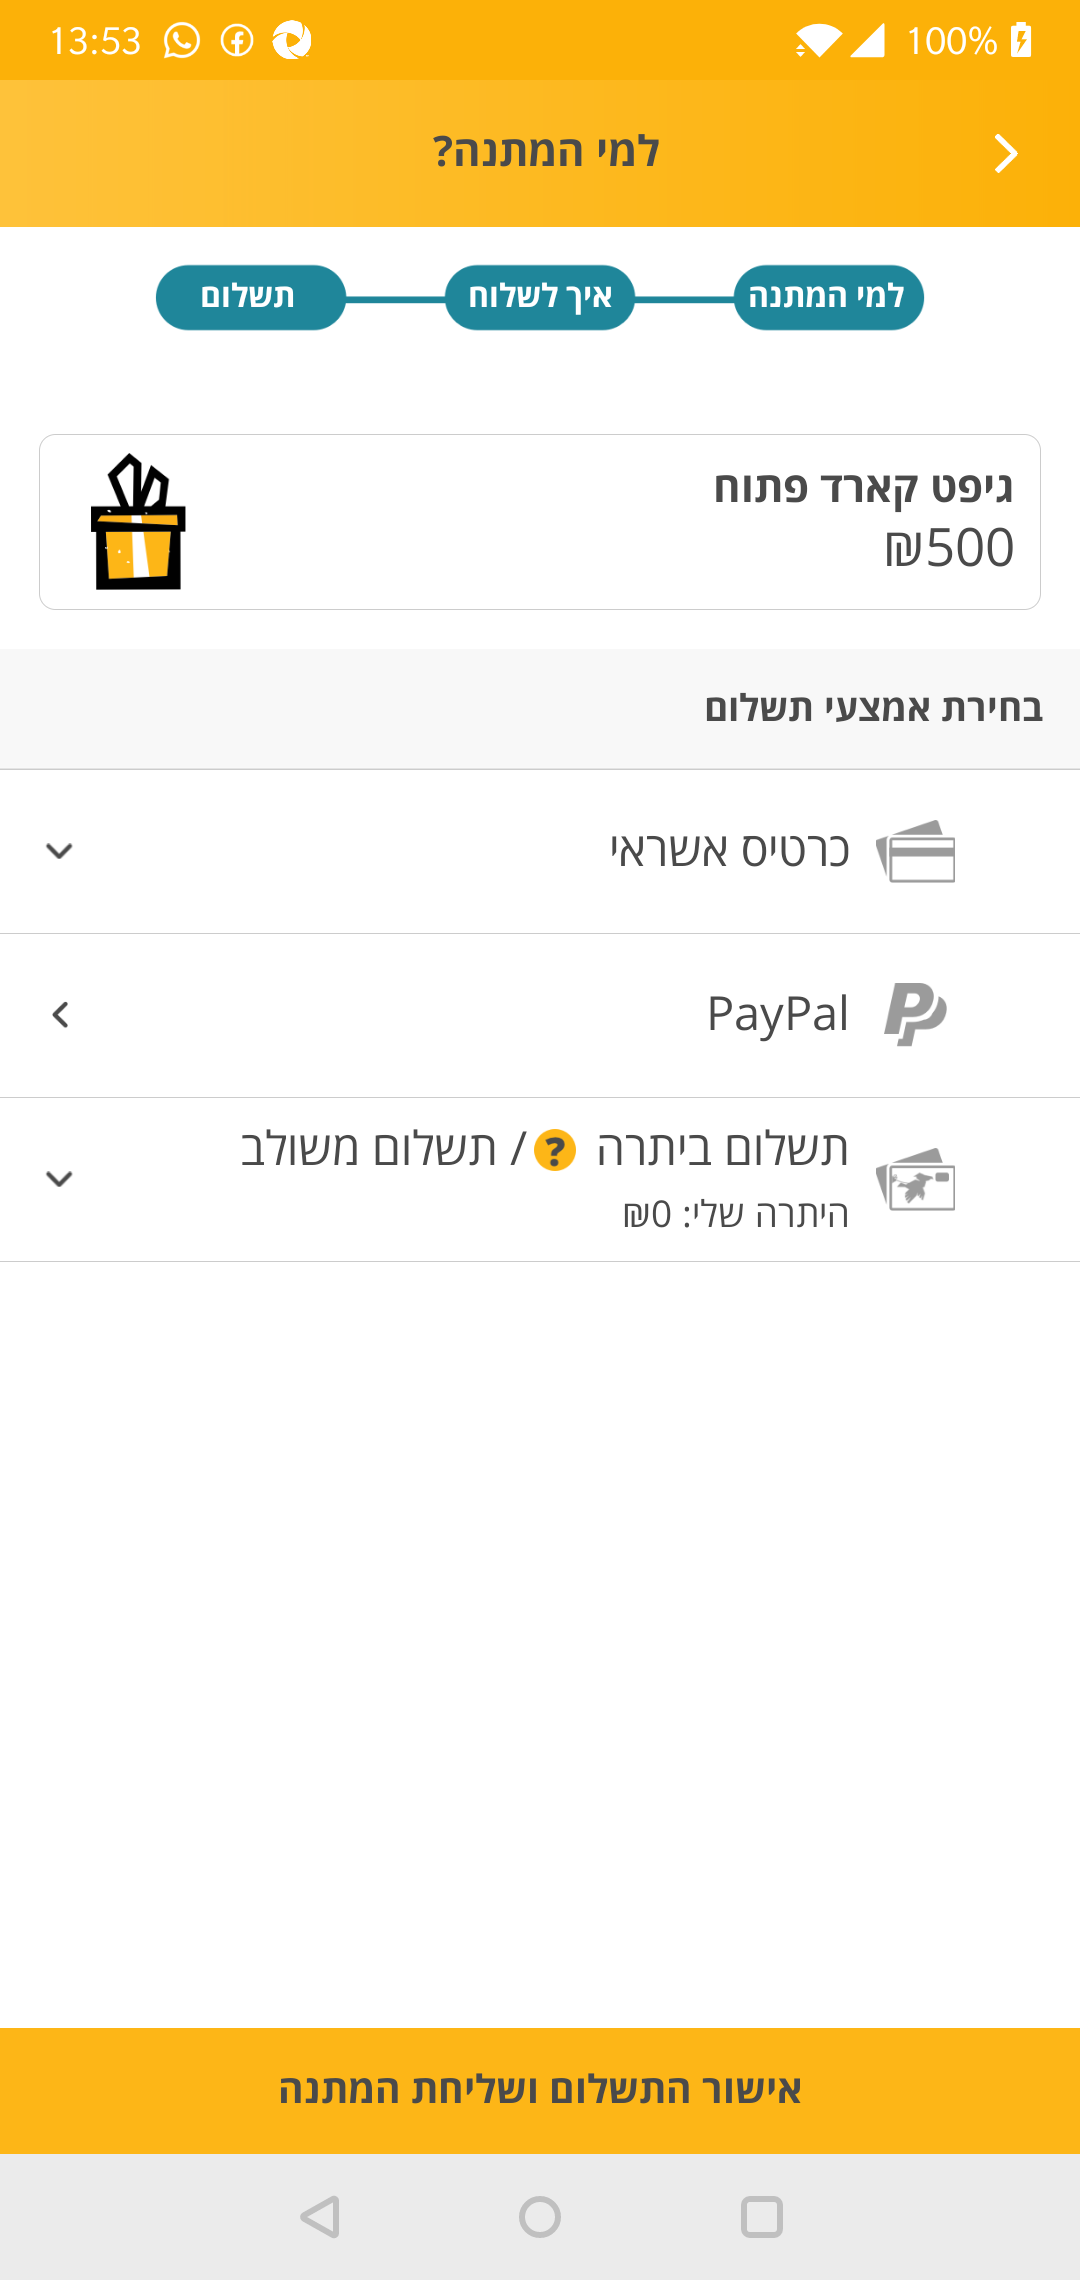 13:53 100%
למי המתנה?
למי המתנה איך לשלוח תשלום
גיפט קארד פתוח
₪500
בחירת אמצעי תשלום
כרטיס אשראי
PayPal
תשלום ביתרה ? / תשלום משולב
היתרה שלי: ₪0
אישור התשלום ושליחת המתנה